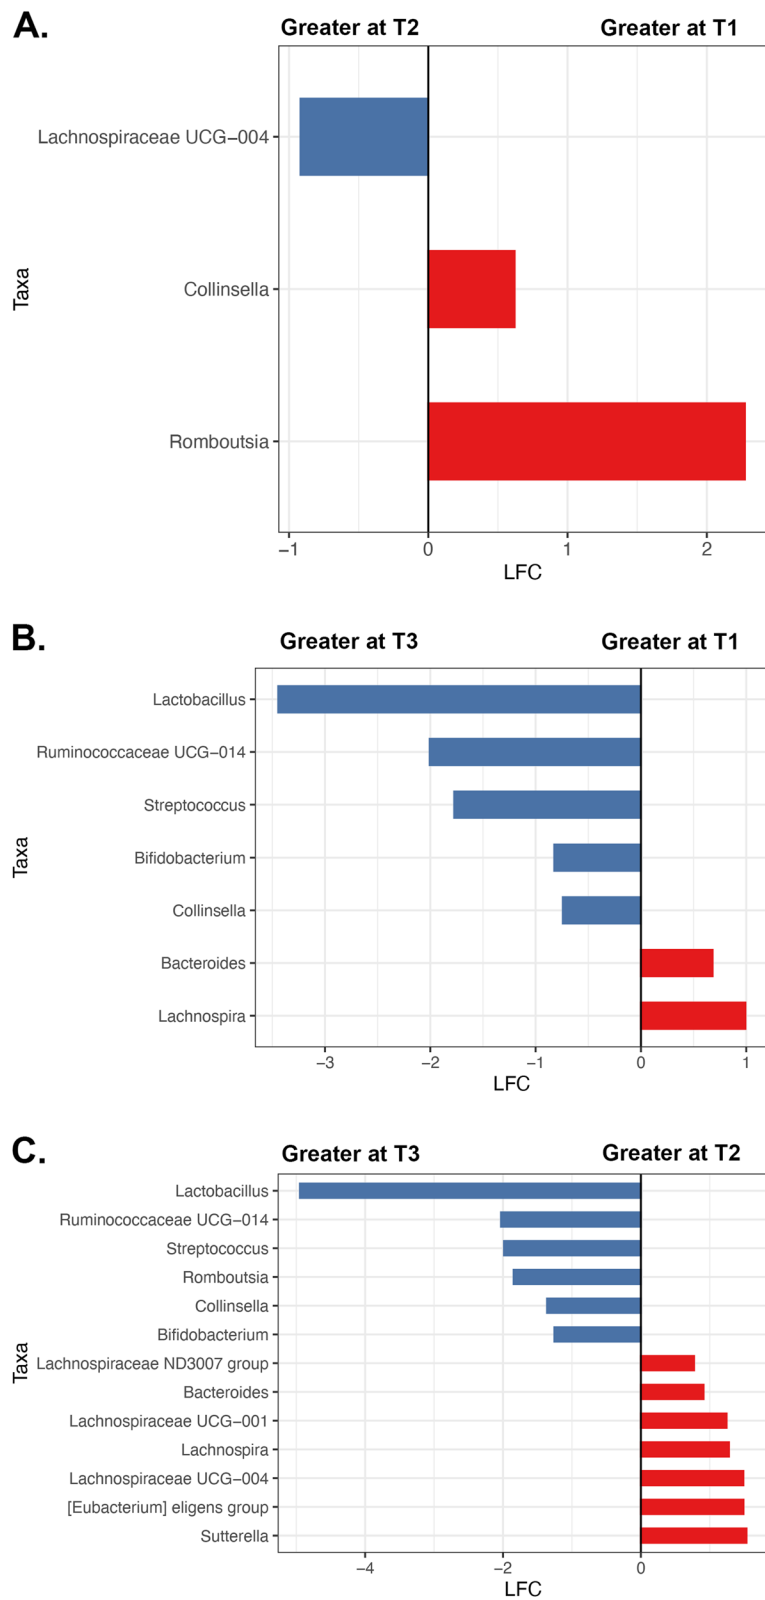 A.
Greater at T2 Greater at T1
Lachnospiraceae UCG-004
Collinsella
Romboutsia
Taxa
−1 0 1 2
LFC
B.
Greater at T3 Greater at T1
Lactobacillus
Ruminococcaceae UCG-014
Streptococcus
Bifidobacterium
Collinsella
Bacteroides
Lachnospira
Taxa
−3 −2 −1 0 1
LFC
C.
Greater at T3 Greater at T2
Lactobacillus
Ruminococcaceae UCG-014
Streptococcus
Romboutsia
Collinsella
Bifidobacterium
Lachnospiraceae ND3007 group
Bacteroides
Lachnospiraceae UCG-001
Lachnospira
Lachnospiraceae UCG-004
[Eubacterium] eligens group
Sutterella
Taxa
−4 −2 0
LFC